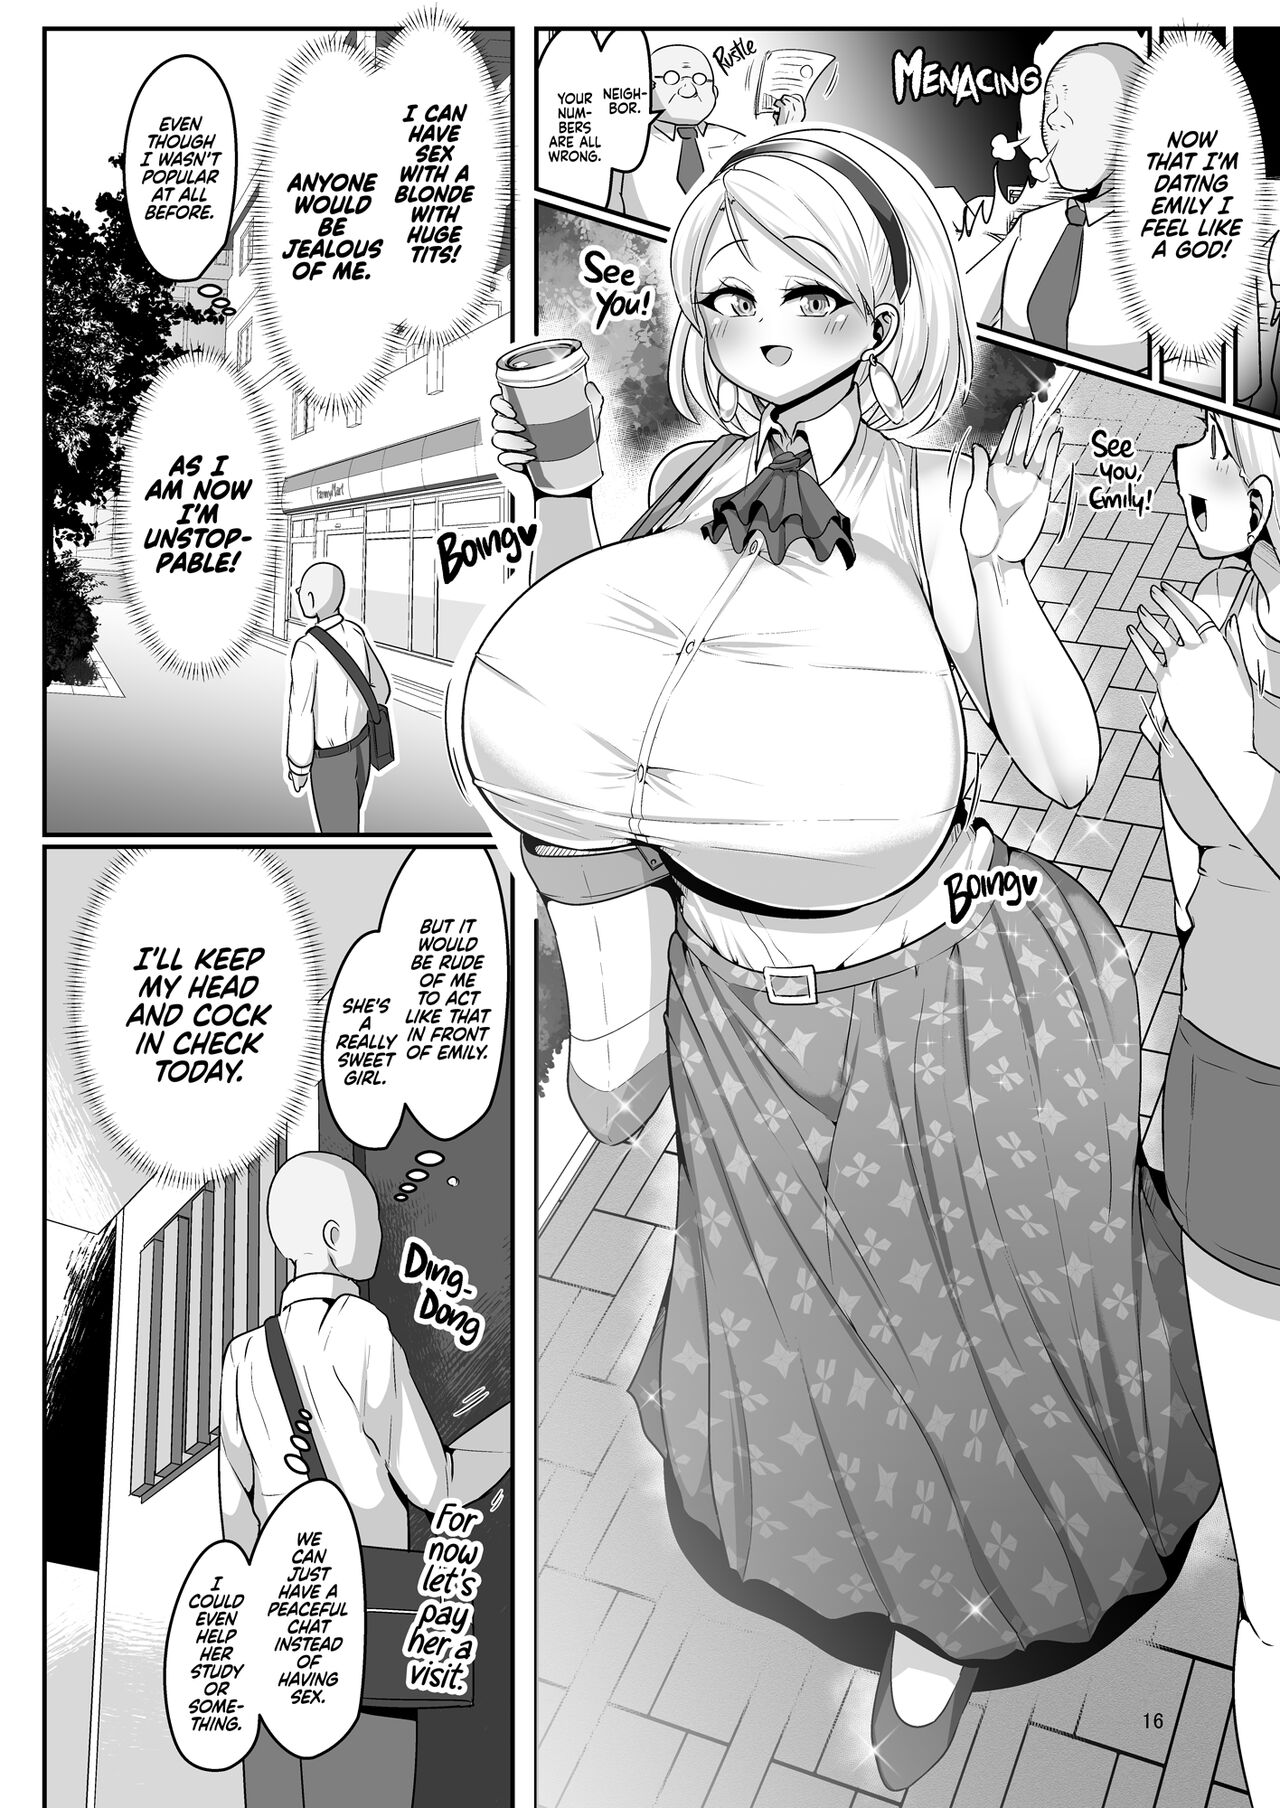 NOW
THAT I'M
DATING
EMILY I
FEEL LIKE
A GOD!
MENACING
Rustle
NEIGH-
BOR.
YOUR
NUM-
BERS
ARE ALL
WRONG.
See
you!
See
you,
Emily!
Boing♥
Boing♥
I CAN
HAVE
SEX
WITH A
BLONDE
WITH
HUGE
TITS!
ANYONE
WOULD
BE
JEALOUS
OF ME.
EVEN
THOUGH
I WASN'T
POPULAR
AT ALL
BEFORE.
FamnyMart
AS I
AM NOW
I'M
UNSTOP-
PABLE!
BUT IT
WOULD
BE RUDE
OF ME
TO ACT
LIKE THAT
IN FRONT
OF EMILY.
SHE'S
A
REALLY
SWEET
GIRL.
I'LL KEEP
MY HEAD
AND COCK
IN CHECK
TODAY.
Ding-
Dong
For
now
let's
pay
her a
visit.
WE
CAN
JUST
HAVE A
PEACEFUL
CHAT
INSTEAD
OF
HAVING
SEX.
I
COULD
EVEN
HELP
HER
STUDY
OR
SOME-
THING.
16